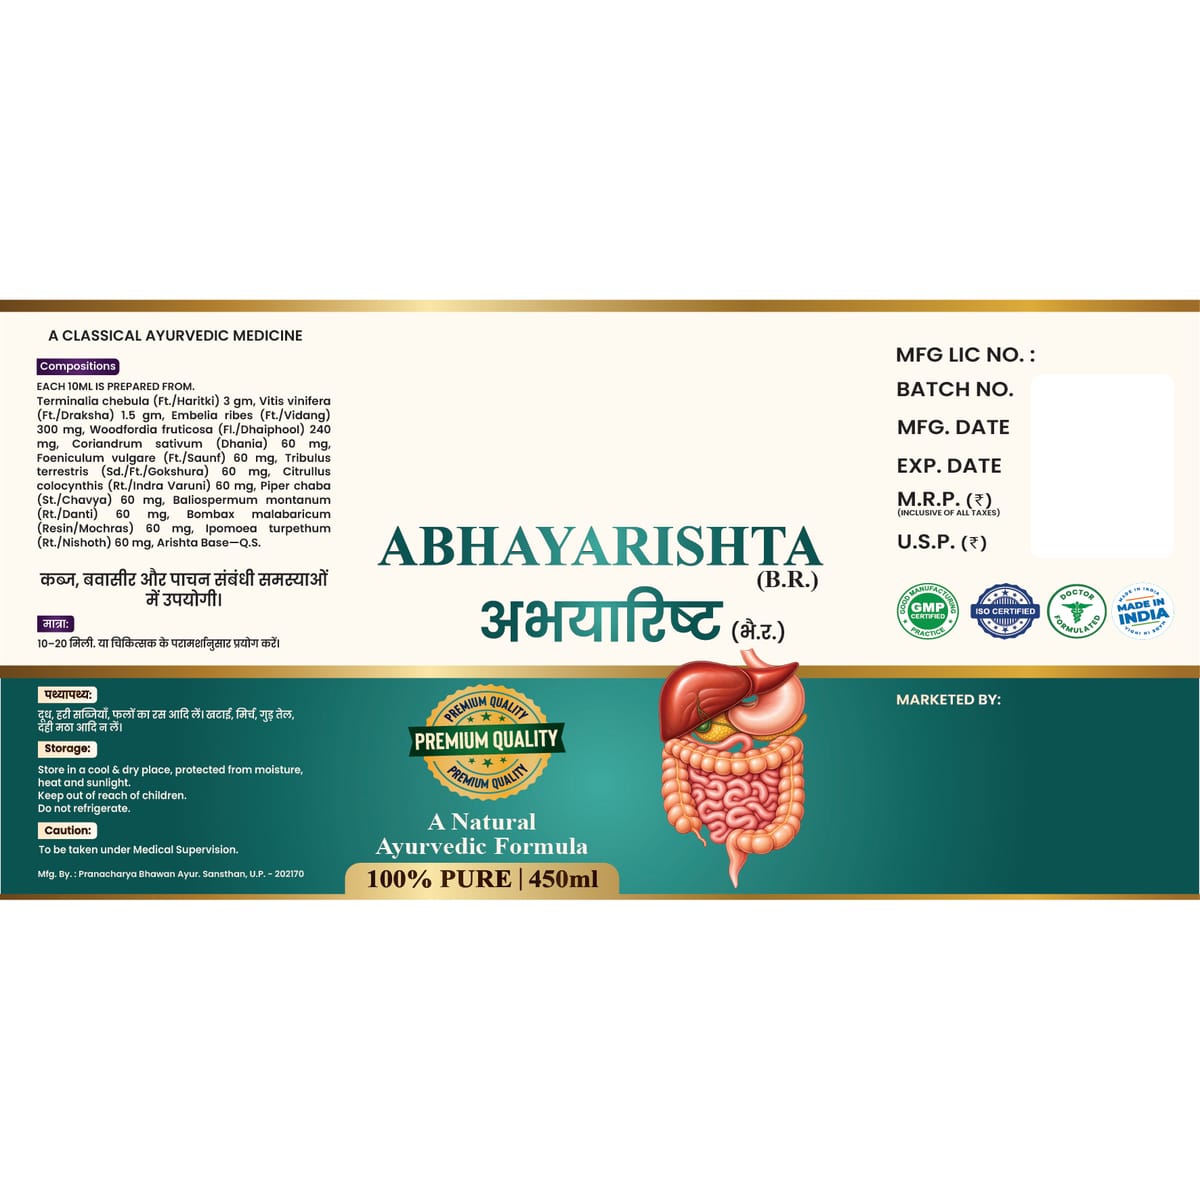 A CLASSICAL AYURVEDIC MEDICINE
Compositions
EACH 10ML IS PREPARED FROM.
Terminalia chebula (Ft./Haritki) 3 gm, Vitis vinifera
(Ft./Draksha) 1.5 gm, Embelia ribes (Ft./Vidang)
300 mg, Woodfordia fruticosa (Fl./Dhaiphool) 240
mg, Coriandrum sativum (Dhania) 60 mg,
Foeniculum vulgare (Ft./Saunf) 60 mg, Tribulus
terrestris (Sd./Ft./Gokshura) 60 mg, Citrullus
colocynthis (Rt./Indra Varuni) 60 mg, Piper chaba
(St./Chavya) 60 mg, Baliospermum montanum
(Rt./Danti) 60 mg, Bombax malabaricum
(Resin/Mochras) 60 mg, Ipomoea turpethum
(Rt./Nishoth) 60 mg, Arishta Base–Q.S.
कब्ज, बवासीर और पाचन संबंधी समस्याओं
में उपयोगी।
मात्रा:
10-20 मिली. या चिकित्सक के परामर्शानुसार प्रयोग करें।
पथ्यापथ्य:
दूध, हरी सब्जियाँ, फलों का रस आदि लें। खटाई, मिर्च, गुड़ तेल,
दही मठा आदि न लें।
Storage:
Store in a cool & dry place, protected from moisture,
heat and sunlight.
Keep out of reach of children.
Do not refrigerate.
Caution:
To be taken under Medical Supervision.
Mfg. By. : Pranacharya Bhawan Ayur. Sansthan, U.P. - 202170
ABHAYARISHTA
(B.R.)
अभयारिष्ट (भै.र.)
PREMIUM QUALITY
PREMIUM QUALITY
PREMIUM QUALITY
A Natural
Ayurvedic Formula
100% PURE | 450ml
MFG LIC NO. :
BATCH NO.
MFG. DATE
EXP. DATE
M.R.P. (₹)
(INCLUSIVE OF ALL TAXES)
U.S.P. (₹)
GOOD MANUFACTURING
GMP
CERTIFIED
PRACTICE
ISO CERTIFIED
DOCTOR
FORMULATED
MADE IN INDIA
MADE IN
INDIA
MADE IN INDIA
MARKETED BY: